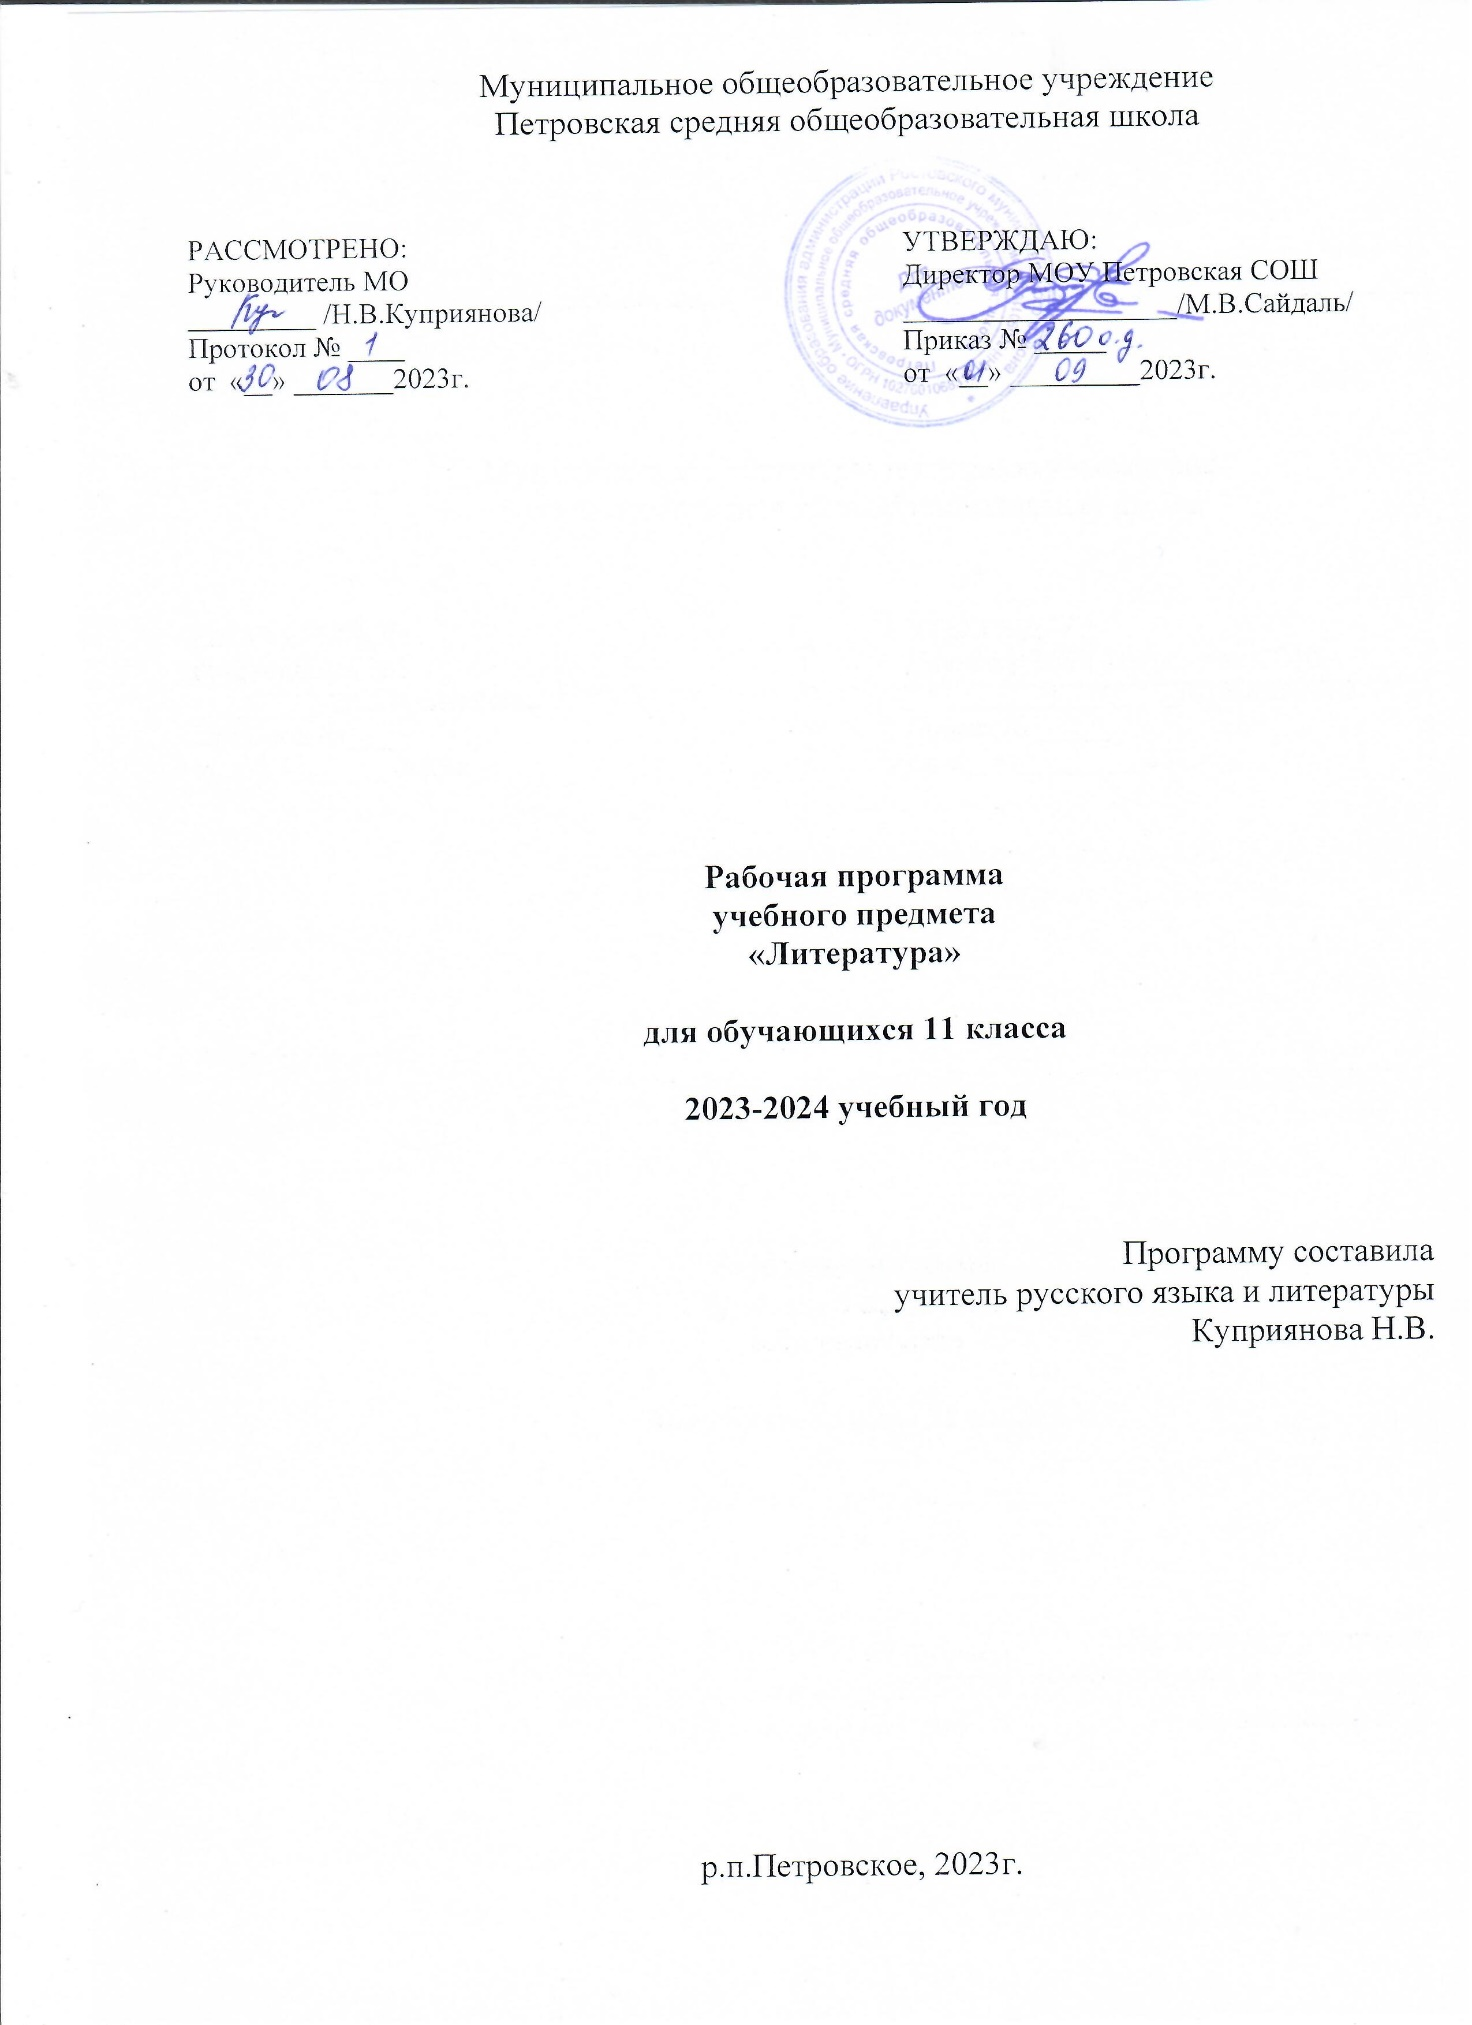 Муниципальное общеобразовательное учреждение
Петровская средняя общеобразовательная школа
РАССМОТРЕНО:
Руководитель МО
_________ /Н.В.Куприянова/
Протокол № 1
от «30» 08 2023г.
УТВЕРЖДАЮ:
Директор МОУ Петровская СОШ
___________________/М.В.Сайдаль/
Приказ № 260 о.д.
от «01» 09 2023г.
Рабочая программа
учебного предмета
«Литература»
для обучающихся 11 класса
2023-2024 учебный год
Программу составила
учитель русского языка и литературы
Куприянова Н.В.
р.п.Петровское, 2023г.